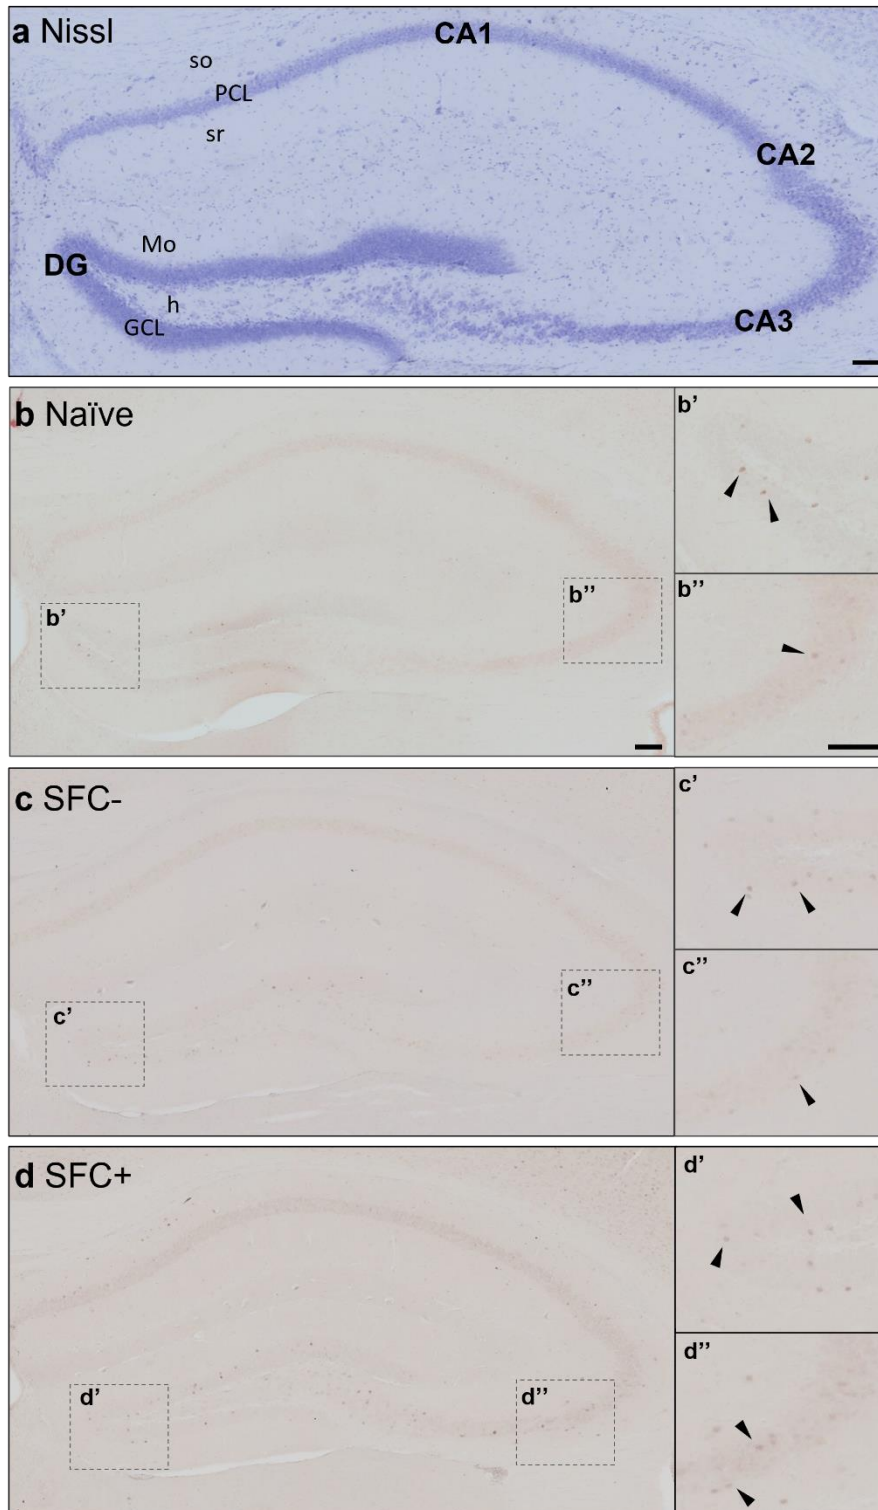 a Nissl
CA1
so
PCL
sr
CA2
Mo
DG
h
GCL
CA3
b Naïve
b’
b’’
b’
b’’
c SFC-
c’
c’’
c’
c’’
d SFC+
d’
d’’
d’
d’’